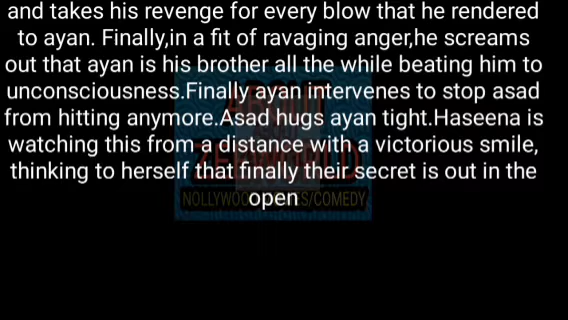 and takes his revenge for every blow that he rendered
to ayan. Finally,in a fit of ravaging anger,he screams
out that ayan is his brother all the while beating him to
unconsciousness.Finally ayan intervenes to stop asad
from hitting anymore.Asad hugs ayan tight.Haseena is
watching this from a distance with a victorious smile,
thinking to herself that finally their secret is out in the
open